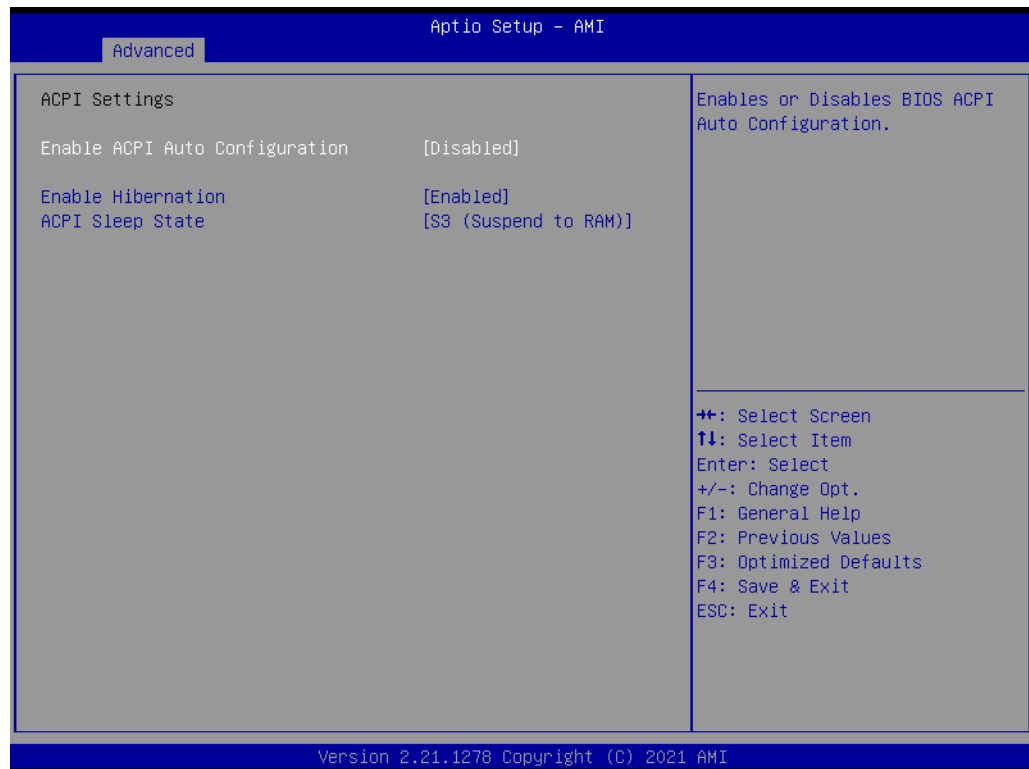 Aptio Setup – AMI
Advanced
ACPI Settings
Enable ACPI Auto Configuration [Disabled]
Enable Hibernation [Enabled]
ACPI Sleep State [S3 (Suspend to RAM)]
Enables or Disables BIOS ACPI
Auto Configuration.
→←: Select Screen
↑↓: Select Item
Enter: Select
+/-: Change Opt.
F1: General Help
F2: Previous Values
F3: Optimized Defaults
F4: Save & Exit
ESC: Exit
Version 2.21.1278 Copyright (C) 2021 AMI